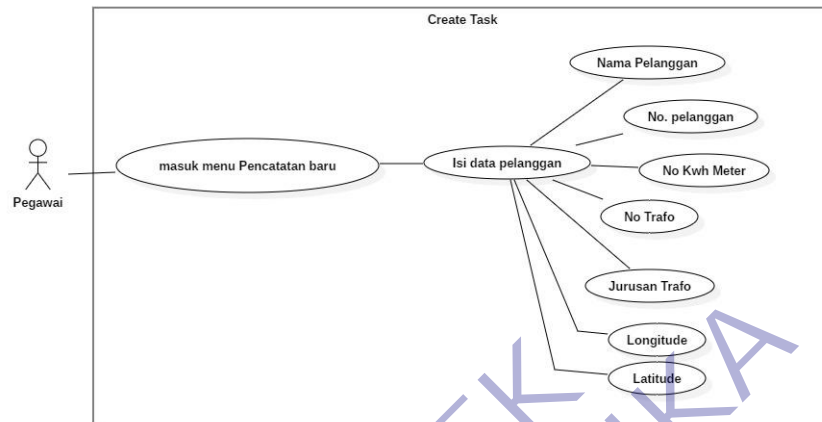 Create Task
Nama Pelanggan
No. pelanggan
masuk menu Pencatatan baru
Isi data pelanggan
No Kwh Meter
Pegawai
No Trafo
Jurusan Trafo
Longitude
Latitude